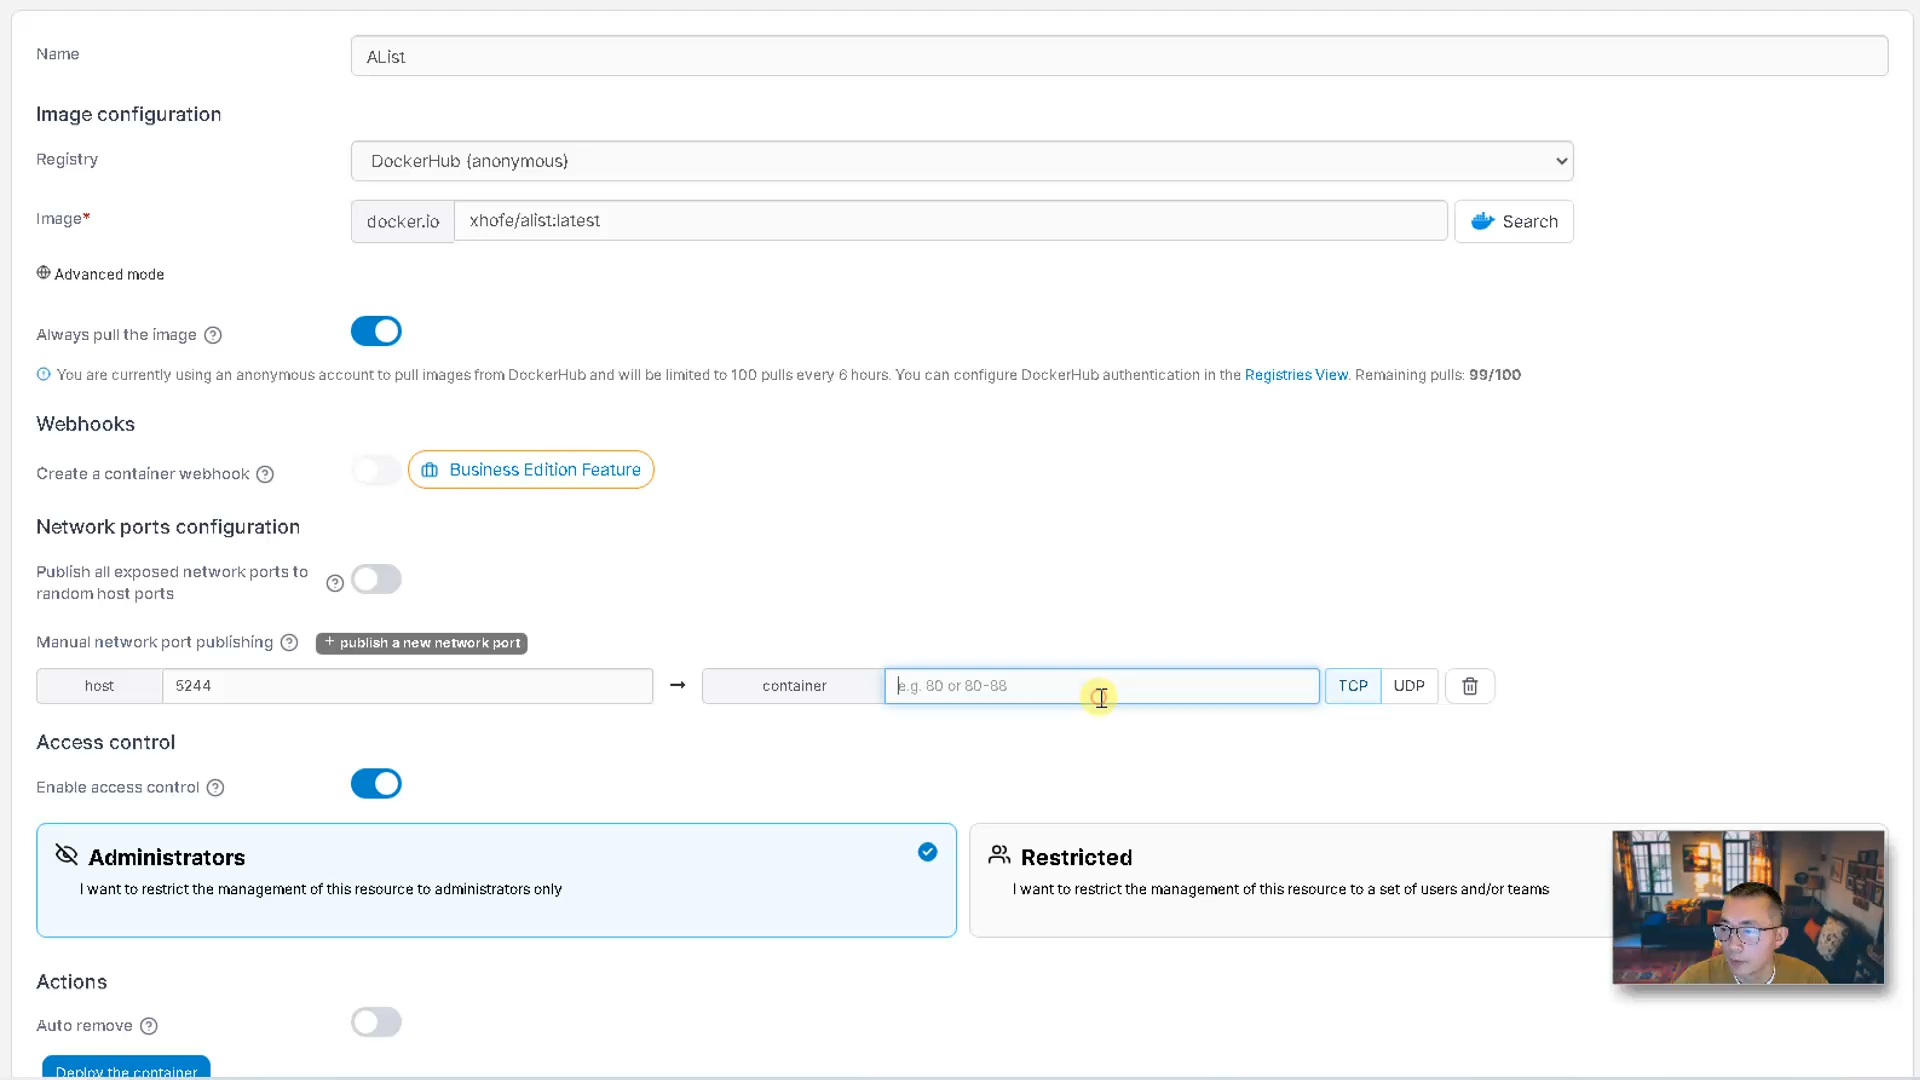 Name
AList
Image configuration
Registry
DockerHub (anonymous)
Image*
docker.io
xhofe/alist:latest
Search
Advanced mode
Always pull the image
You are currently using an anonymous account to pull images from DockerHub and will be limited to 100 pulls every 6 hours. You can configure DockerHub authentication in the Registries View. Remaining pulls: 99/100
Webhooks
Create a container webhook
Business Edition Feature
Network ports configuration
Publish all exposed network ports to
random host ports
Manual network port publishing
+ publish a new network port
host
5244
→
container
e.g. 80 or 80-88
TCP
UDP
Access control
Enable access control
Administrators
I want to restrict the management of this resource to administrators only
Restricted
I want to restrict the management of this resource to a set of users and/or teams
Actions
Auto remove
Deploy the container